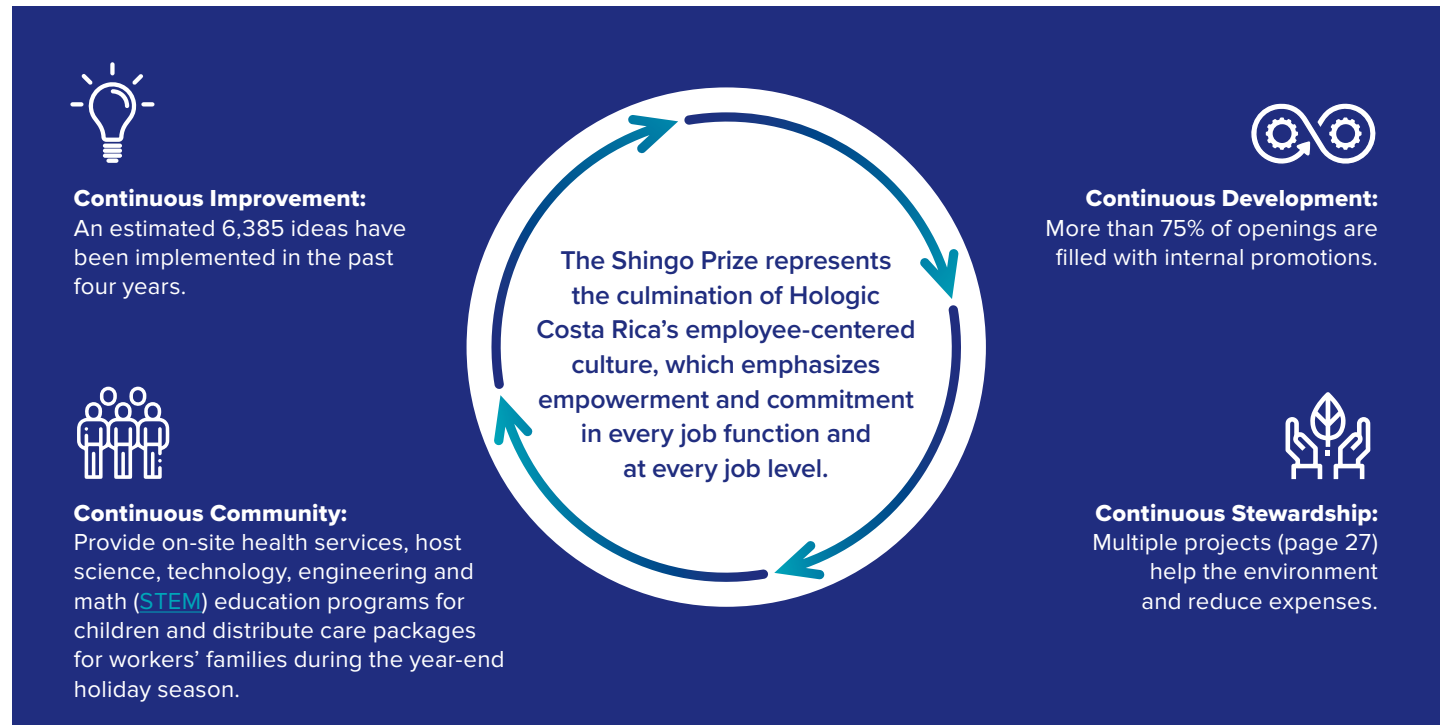 Continuous Improvement:
An estimated 6,385 ideas have
been implemented in the past
four years.
Continuous Community:
Provide on-site health services, host
science, technology, engineering and
math (STEM) education programs for
children and distribute care packages
for workers’ families during the year-end
holiday season.
The Shingo Prize represents
the culmination of Hologic
Costa Rica’s employee-centered
culture, which emphasizes
empowerment and commitment
in every job function and
at every job level.
Continuous Development:
More than 75% of openings are
filled with internal promotions.
Continuous Stewardship:
Multiple projects (page 27)
help the environment
and reduce expenses.